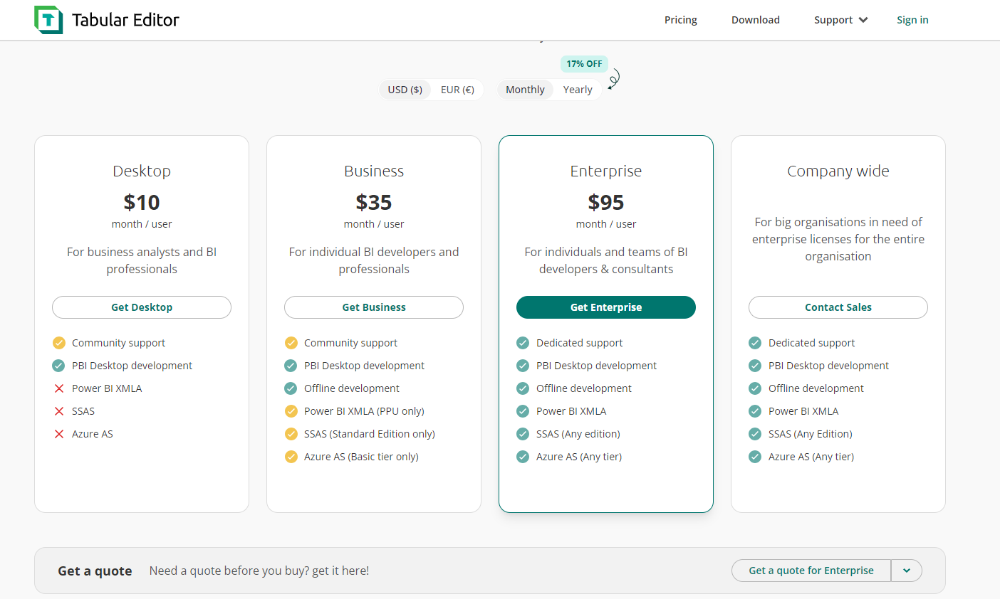 Tabular Editor
Pricing
Download
Support
Sign in
17% OFF
USD ($)
EUR (€)
Monthly
Yearly
Desktop
$10
month / user
For business analysts and BI
professionals
Get Desktop
Community support
PBI Desktop development
Power BI XMLA
SSAS
Azure AS
Business
$35
month / user
For individual BI developers and
professionals
Get Business
Community support
PBI Desktop development
Offline development
Power BI XMLA (PPU only)
SSAS (Standard Edition only)
Azure AS (Basic tier only)
Enterprise
$95
month / user
For individuals and teams of BI
developers & consultants
Get Enterprise
Dedicated support
PBI Desktop development
Offline development
Power BI XMLA
SSAS (Any edition)
Azure AS (Any tier)
Company wide
For big organisations in need of
enterprise licenses for the entire
organisation
Contact Sales
Dedicated support
PBI Desktop development
Offline development
Power BI XMLA
SSAS (Any Edition)
Azure AS (Any tier)
Get a quote
Need a quote before you buy? get it here!
Get a quote for Enterprise